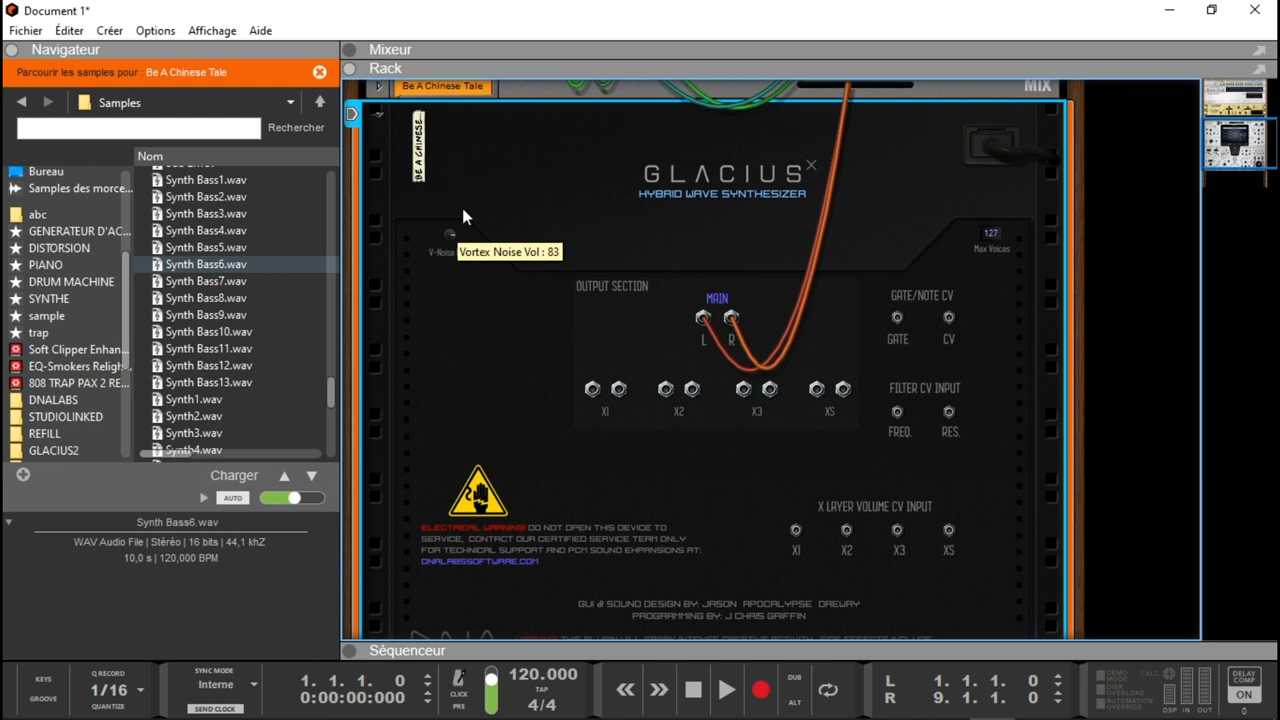 Document 1*
Fichier Éditer Créer Options Affichage Aide
Navigateur
Parcourir les samples pour : Be A Chinese Tale
Samples
Rechercher
Nom
Bureau
Samples des morce...
abc
GENERATEUR D'AC...
DISTORSION
PIANO
DRUM MACHINE
SYNTHE
sample
trap
Soft Clipper Enhan...
EQ-Smokers Religh...
808 TRAP PAX 2 RE...
DNALABS
STUDIOLINKED
REFILL
GLACIUS2
Synth Bass1.wav
Synth Bass2.wav
Synth Bass3.wav
Synth Bass4.wav
Synth Bass5.wav
Synth Bass6.wav
Synth Bass7.wav
Synth Bass8.wav
Synth Bass9.wav
Synth Bass10.wav
Synth Bass11.wav
Synth Bass12.wav
Synth Bass13.wav
Synth1.wav
Synth2.wav
Synth3.wav
Synth4.wav
Charger
AUTO
Synth Bass6.wav
WAV Audio File | Stéréo | 16 bits | 44,1 khZ
10,0 s | 120,000 BPM
Mixeur
Rack
Be A Chinese Tale
MIX
BE A CHINESE...
GLACIUS X
HYBRID WAVE SYNTHESIZER
V-Noise
Vortex Noise Vol : 83
127
Max Voices
OUTPUT SECTION
MAIN
L R
X1 X2 X3 XS
GATE/NOTE CV
GATE CV
FILTER CV INPUT
FREQ. RES.
X LAYER VOLUME CV INPUT
X1 X2 X3 XS
ELECTRICAL WARNING! DO NOT OPEN THIS DEVICE TO
SERVICE, CONTACT OUR CERTIFIED SERVICE TEAM ONLY
FOR TECHNICAL SUPPORT AND PCM SOUND EXPANSIONS AT:
DNALABSSOFTWARE.COM
GUI & SOUND DESIGN BY: JASON APOCALYPSE DREWRY
PROGRAMMING BY: J CHRIS GRIFFIN
Séquenceur
KEYS
GROOVE
Q RECORD
1/16
QUANTIZE
SYNC MODE
Interne
SEND CLOCK
1. 1. 1. 0
0:00:00:000
CLICK
PRE
120.000
TAP
4/4
DUB
ALT
L 1. 1. 1. 0
R 9. 1. 1. 0
DEMO MODE
DISK OVERLOAD
AUTOMATION OVERRIDE
CALC
DSP IN OUT
DELAY COMP
ON
0